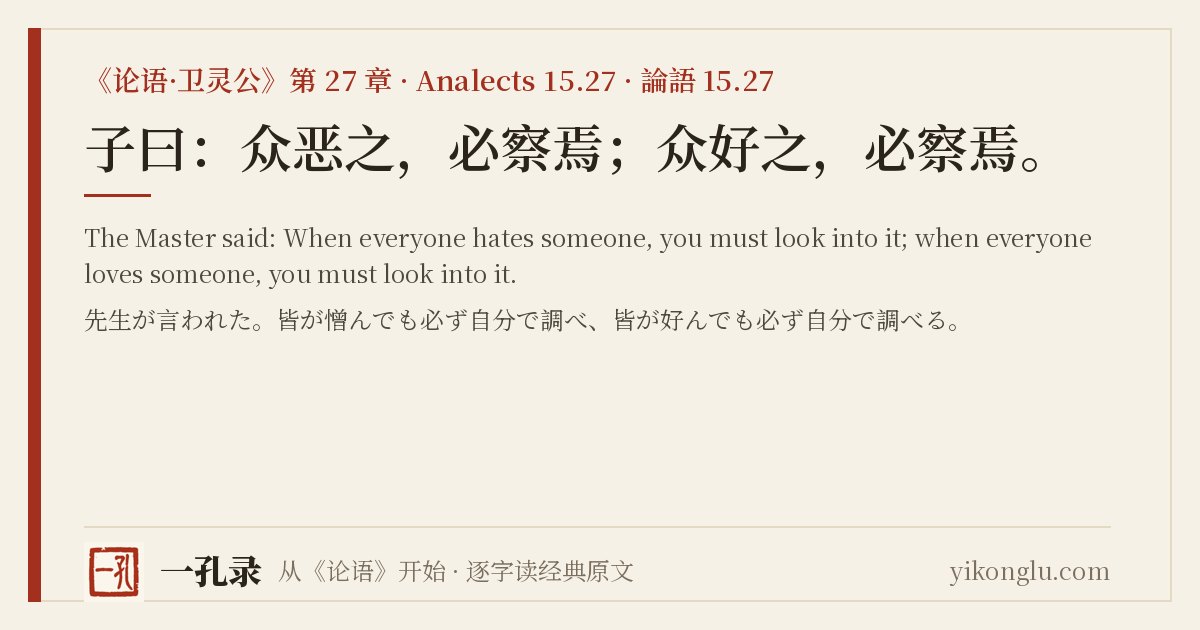 《论语·卫灵公》第 27 章 · Analects 15.27 · 論語 15.27
子曰：众恶之，必察焉；众好之，必察焉。
The Master said: When everyone hates someone, you must look into it; when everyone
loves someone, you must look into it.
先生が言われた。皆が憎んでも必ず自分で調べ、皆が好んでも必ず自分で調べる。
一孔
一孔录 从《论语》开始 · 逐字读经典原文 yikonglu.com